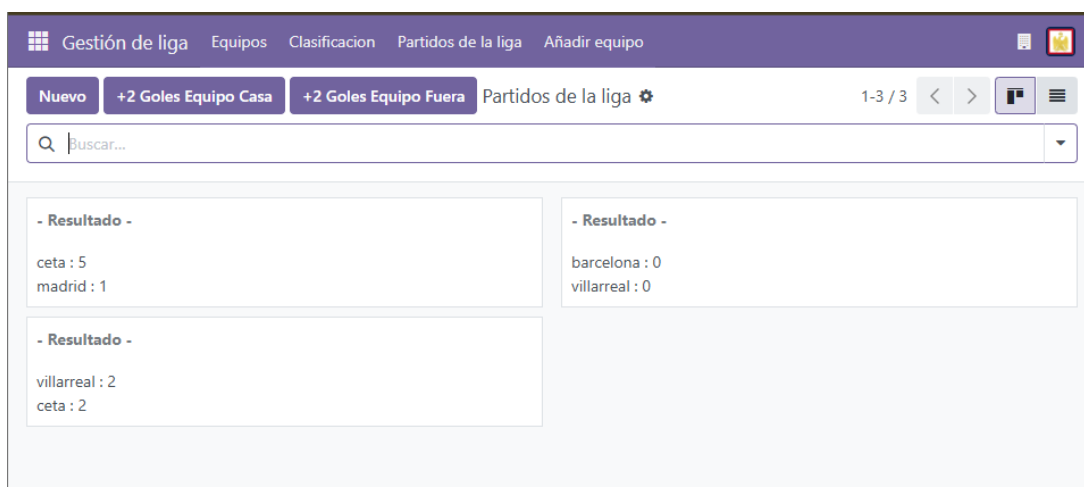 Gestión de liga Equipos Clasificacion Partidos de la liga Añadir equipo
Nuevo +2 Goles Equipo Casa +2 Goles Equipo Fuera Partidos de la liga 1-3 / 3
Buscar...
- Resultado -
ceta : 5
madrid : 1
- Resultado -
barcelona : 0
villarreal : 0
- Resultado -
villarreal : 2
ceta : 2